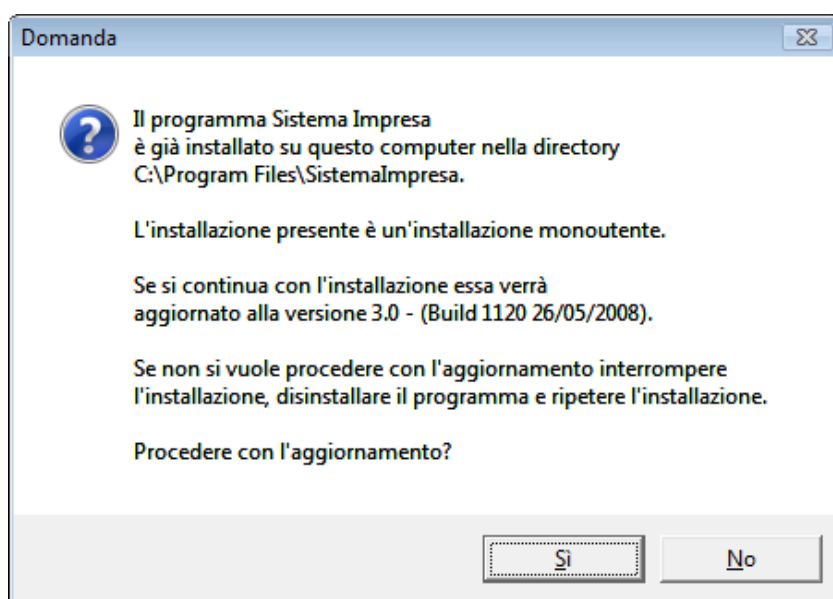 Domanda
Il programma Sistema Impresa
è già installato su questo computer nella directory
C:\Program Files\SistemaImpresa.
L'installazione presente è un'installazione monoutente.
Se si continua con l'installazione essa verrà
aggiornato alla versione 3.0 - (Build 1120 26/05/2008).
Se non si vuole procedere con l'aggiornamento interrompere
l'installazione, disinstallare il programma e ripetere l'installazione.
Procedere con l'aggiornamento?
Sì
No